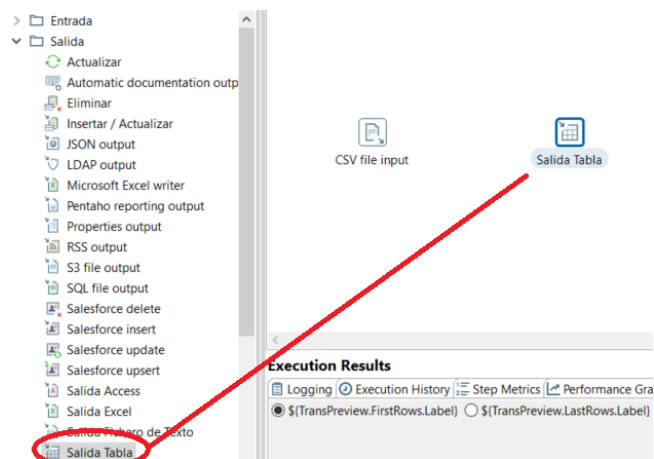 Entrada
Salida
Actualizar
Automatic documentation outp
Eliminar
Insertar / Actualizar
JSON output
LDAP output
Microsoft Excel writer
Pentaho reporting output
Properties output
RSS output
S3 file output
SQL file output
Salesforce delete
Salesforce insert
Salesforce update
Salesforce upsert
Salida Access
Salida Excel
Salida Fichero de Texto
Salida Tabla
CSV file input
Salida Tabla
Execution Results
Logging Execution History Step Metrics Performance Gra
${TransPreview.FirstRows.Label} ${TransPreview.LastRows.Label}